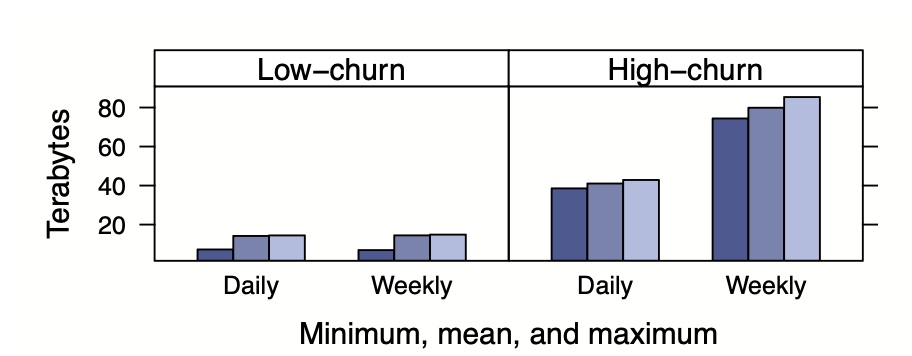 Low−churn
High−churn
Terabytes
80
60
40
20
Daily
Weekly
Daily
Weekly
Minimum, mean, and maximum